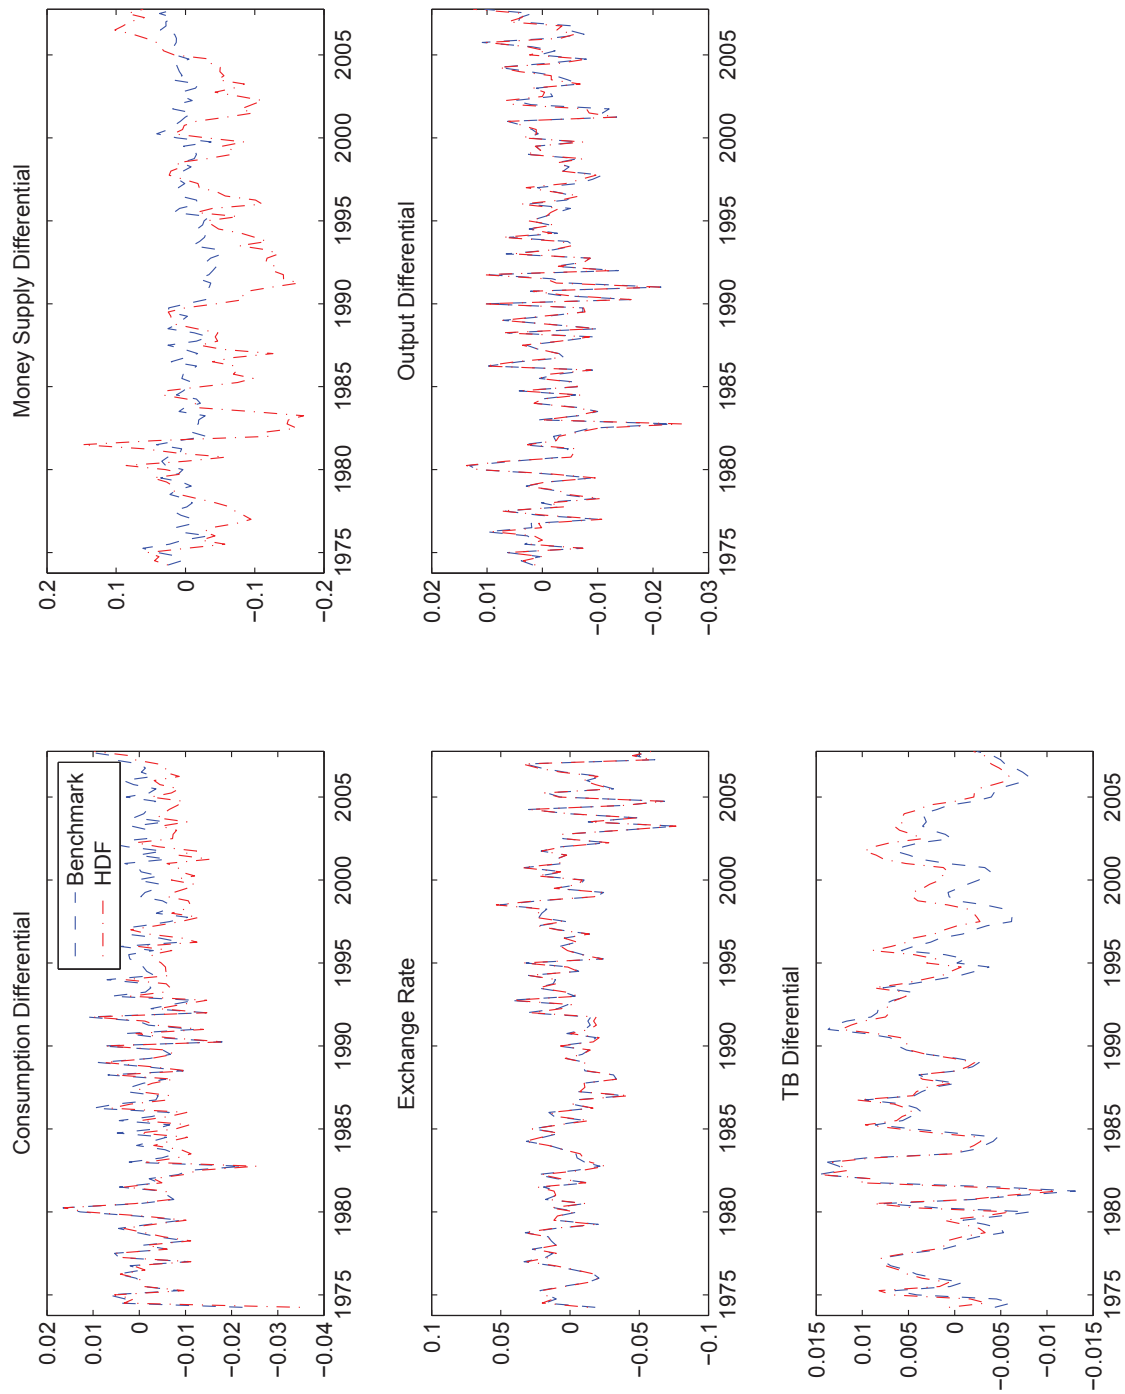 Consumption Differential
0.01
0
−0.01
−0.02
−0.03
−0.04
Benchmark
HDF
1975 1980 1985 1990 1995 2000 2005
Money Supply Differential
0.2
0.1
0
−0.1
−0.2
1975 1980 1985 1990 1995 2000 2005
Exchange Rate
0.1
0.05
0
−0.05
−0.1
1975 1980 1985 1990 1995 2000 2005
Output Differential
0.02
0.01
0
−0.01
−0.02
−0.03
1975 1980 1985 1990 1995 2000 2005
TB Diferential
0.015
0.01
0.005
0
−0.005
−0.01
−0.015
1975 1980 1985 1990 1995 2000 2005